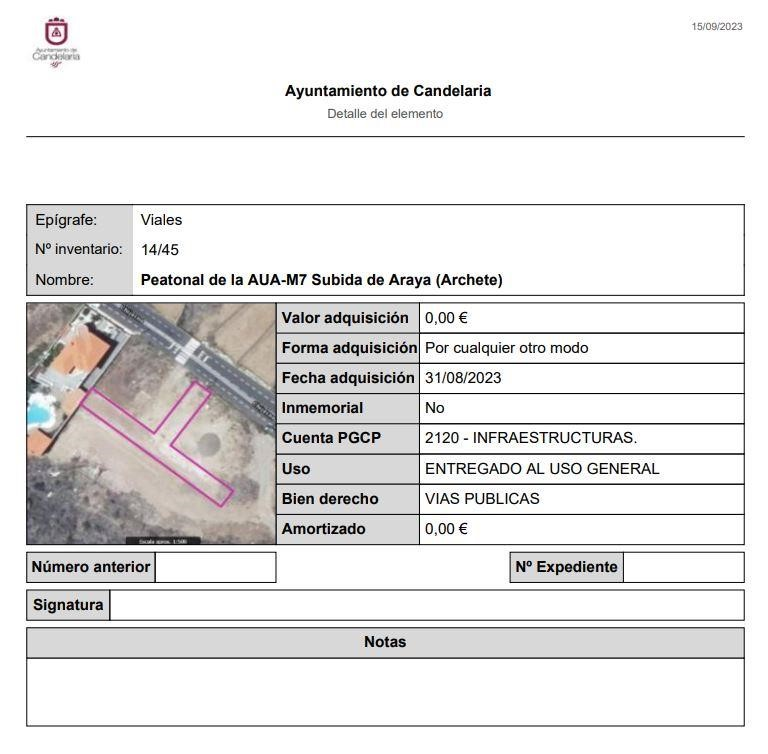 15/09/2023
Ayuntamiento de
Candelaria
Ayuntamiento de Candelaria
Detalle del elemento
Epígrafe: Viales
Nº inventario: 14/45
Nombre: Peatonal de la AUA-M7 Subida de Araya (Archete)
Valor adquisición 0,00 €
Forma adquisición Por cualquier otro modo
Fecha adquisición 31/08/2023
Inmemorial No
Cuenta PGCP 2120 - INFRAESTRUCTURAS.
Uso ENTREGADO AL USO GENERAL
Bien derecho VIAS PUBLICAS
Amortizado 0,00 €
Escala aprox. 1:500
Número anterior
Nº Expediente
Signatura
Notas